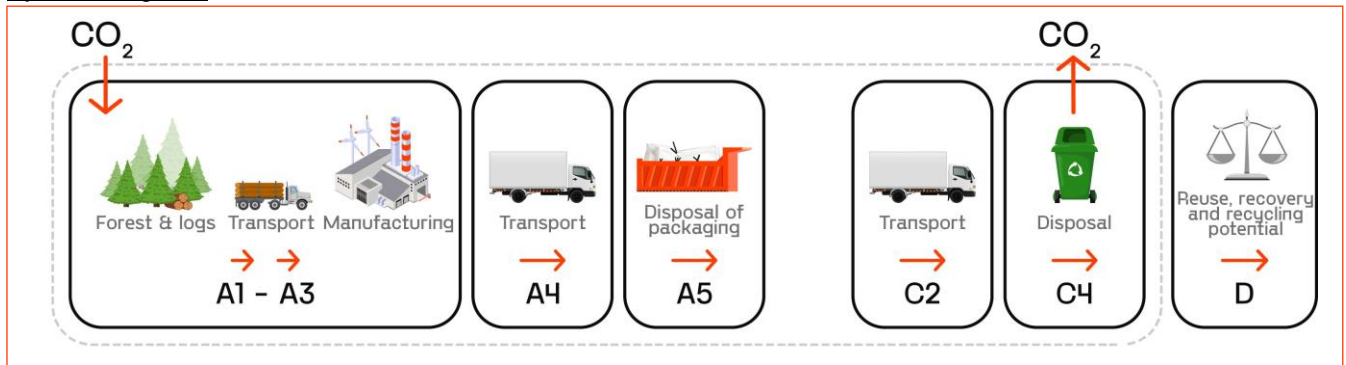 CO2
CO2
Forest & logs
Transport
Manufacturing
A1 - A3
Transport
A4
Disposal of
packaging
A5
Transport
C2
Disposal
C4
Reuse, recovery
and recycling
potential
D